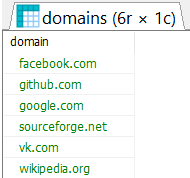 domains (6r × 1c)
domain
facebook.com
github.com
google.com
sourceforge.net
vk.com
wikipedia.org